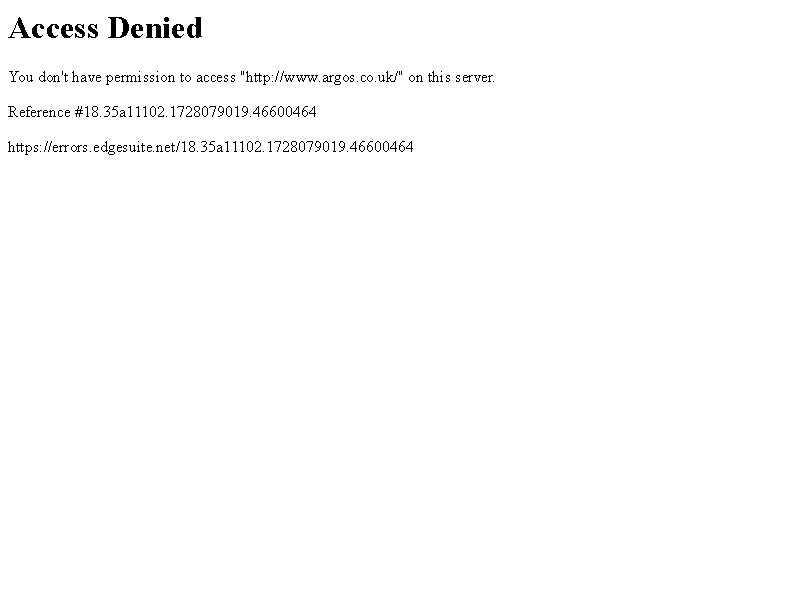 Access Denied
You don't have permission to access "http://www.argos.co.uk/" on this server.
Reference #18.35a11102.1728079019.46600464
https://errors.edgesuite.net/18.35a11102.1728079019.46600464